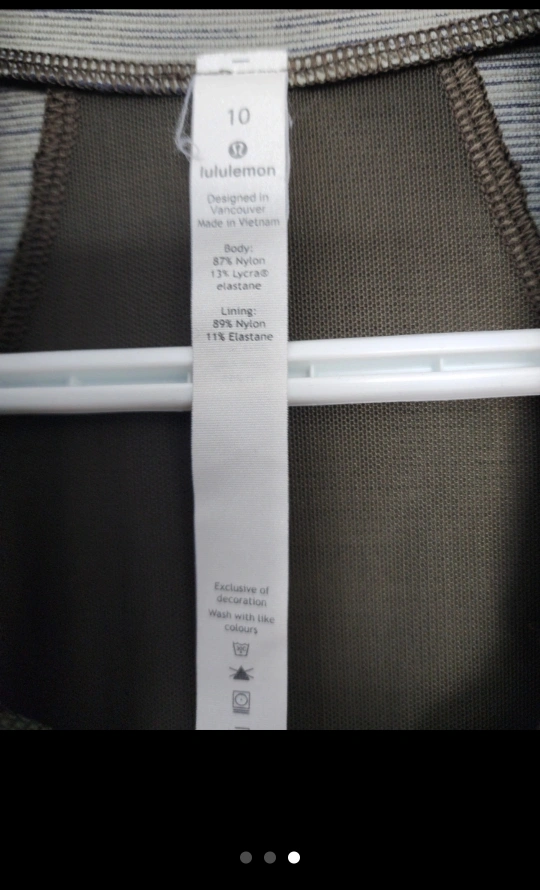 10
lululemon
Designed in
Vancouver
Made in Vietnam
Body:
87% Nylon
13% Lycra®
elastane
Lining:
89% Nylon
11% Elastane
Exclusive of
decoration
Wash with like
colours